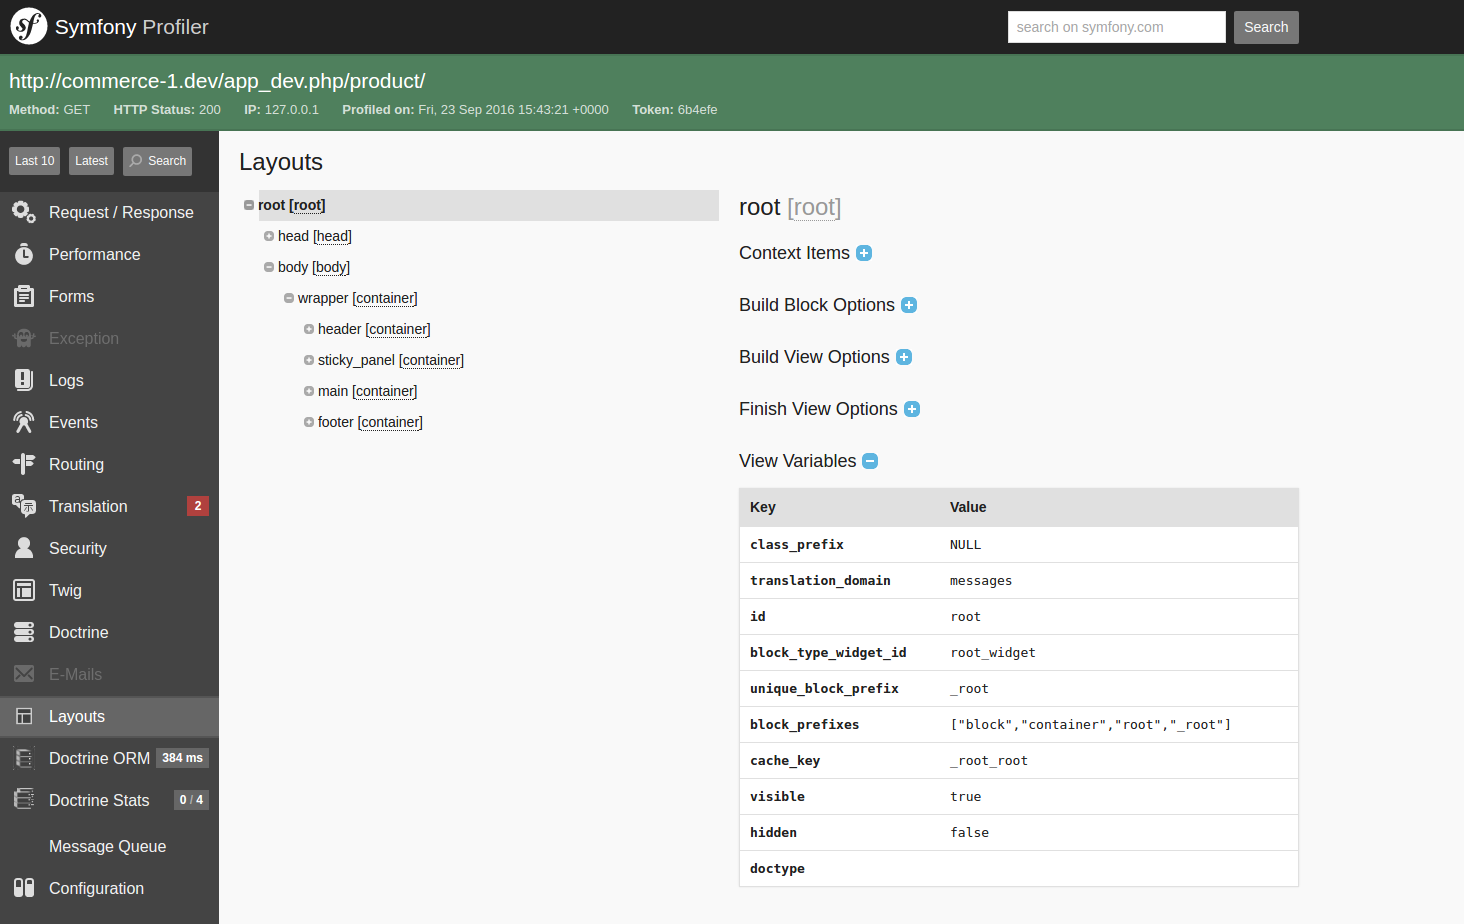 Symfony Profiler
search on symfony.com
Search
http://commerce-1.dev/app_dev.php/product/
Method: GET HTTP Status: 200 IP: 127.0.0.1 Profiled on: Fri, 23 Sep 2016 15:43:21 +0000 Token: 6b4efe
Last 10
Latest
Search
Request / Response
Performance
Forms
Exception
Logs
Events
Routing
Translation 2
Security
Twig
Doctrine
E-Mails
Layouts
Doctrine ORM 384 ms
Doctrine Stats 0 / 4
Message Queue
Configuration
Layouts
root [root]
head [head]
body [body]
wrapper [container]
header [container]
sticky_panel [container]
main [container]
footer [container]
root [root]
Context Items
Build Block Options
Build View Options
Finish View Options
View Variables
Key Value
class_prefix NULL
translation_domain messages
id root
block_type_widget_id root_widget
unique_block_prefix _root
block_prefixes ["block","container","root","_root"]
cache_key _root_root
visible true
hidden false
doctype